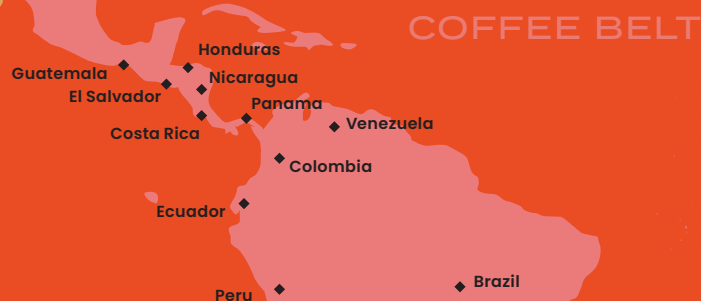 COFFEE BELT
Honduras
Guatemala
Nicaragua
El Salvador
Panama
Venezuela
Costa Rica
Colombia
Ecuador
Brazil
Peru